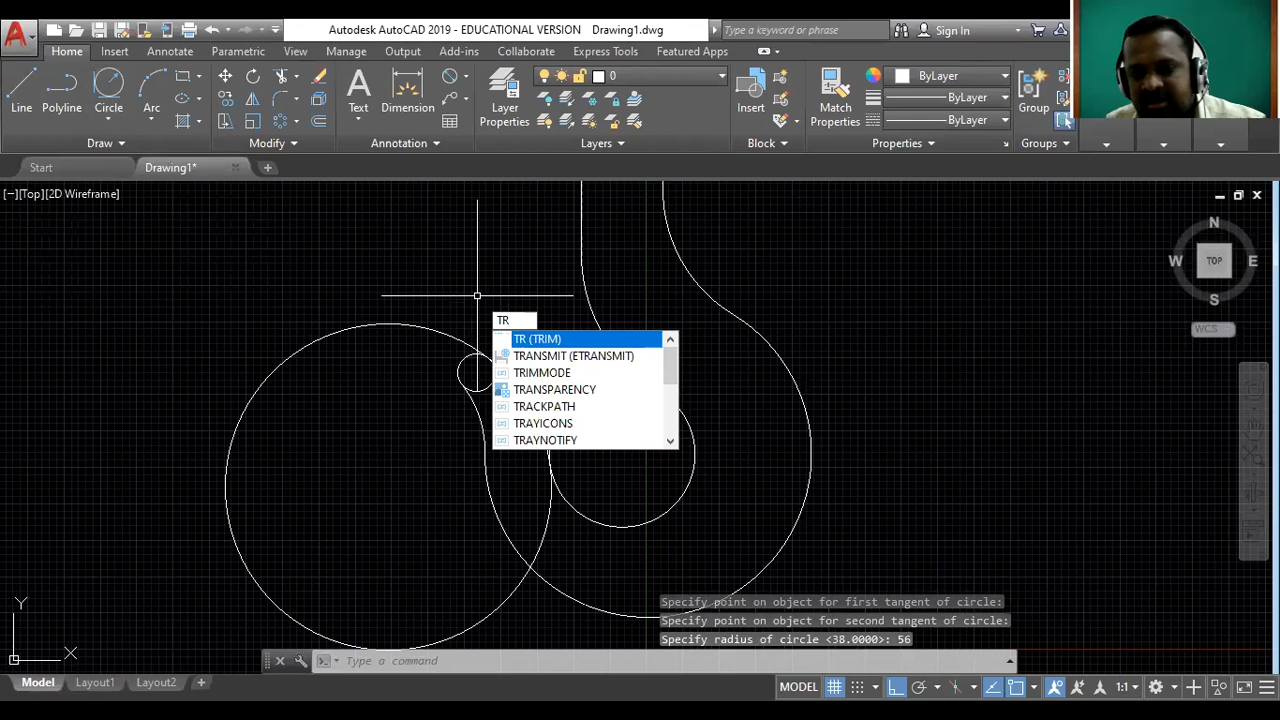 Autodesk AutoCAD 2019 - EDUCATIONAL VERSION Drawing1.dwg
Type a keyword or phrase
Sign In
Home Insert Annotate Parametric View Manage Output Add-ins Collaborate Express Tools Featured Apps
Line Polyline Circle Arc Text Dimension Layer Properties 0 Insert Match Properties ByLayer Group
ByLayer
ByLayer
Draw Modify Annotation Layers Block Properties Groups
Start Drawing1*
[−][Top][2D Wireframe]
N
W TOP E
S
WCS
TR
TR (TRIM)
TRANSMIT (ETRANSMIT)
TRIMMODE
TRANSPARENCY
TRACKPATH
TRAYICONS
TRAYNOTIFY
Y
X
Specify point on object for first tangent of circle:
Specify point on object for second tangent of circle:
Specify radius of circle <38.0000>: 56
Type a command
Model Layout1 Layout2
MODEL 1:1